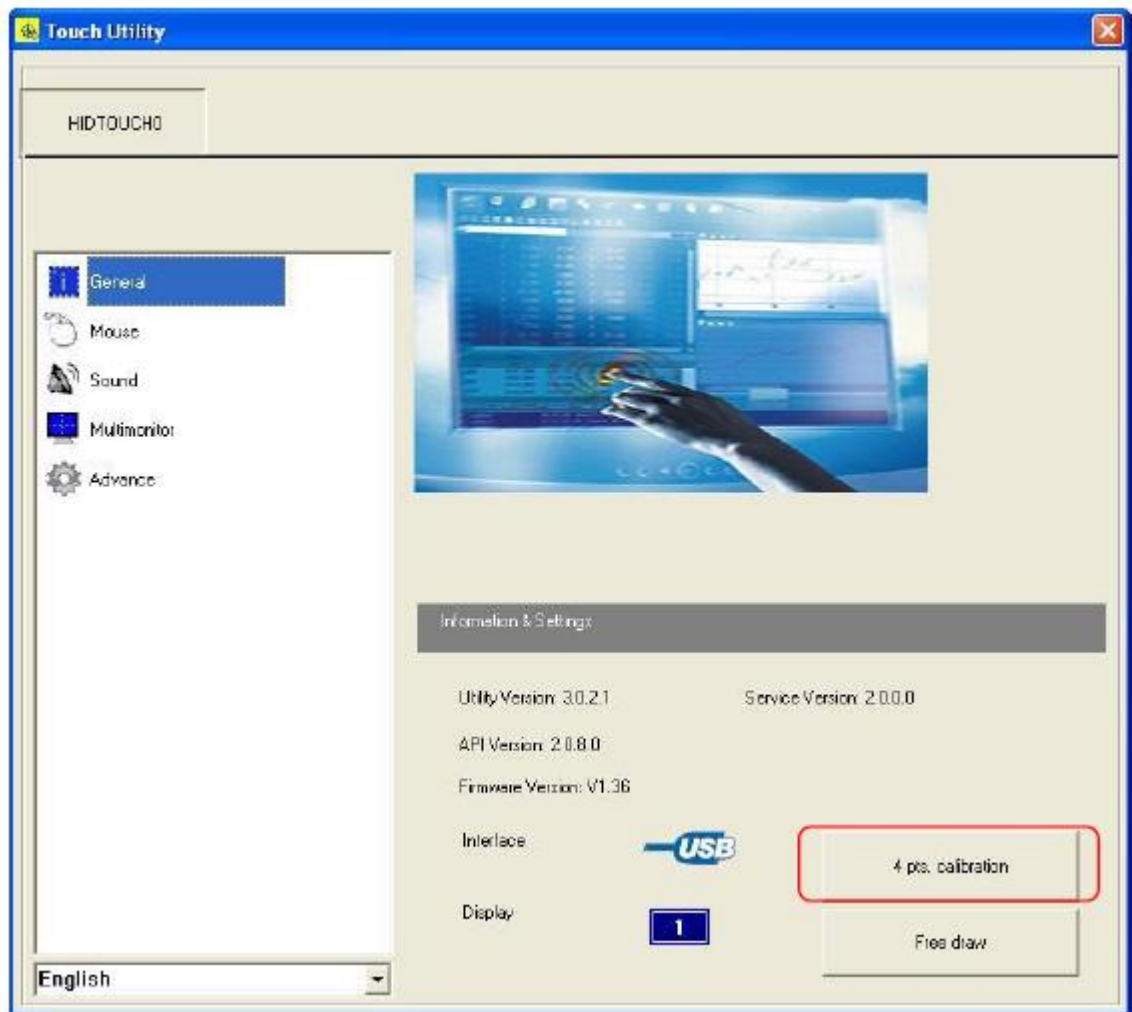 Touch Utility
HIDTOUCH0
General
Mouse
Sound
Multimonitor
Advance
Information & Settings
Utility Version: 3.0.2.1 Service Version: 2.0.0.0
API Version: 2.0.8.0
Firmware Version: V1.36
Interface USB 4 pts. calibration
Display 1 Free draw
English